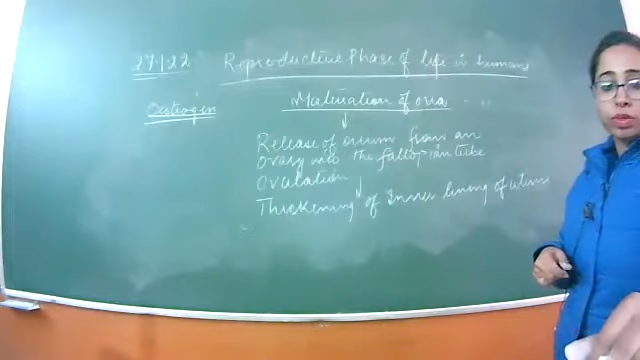 27.1.22 Reproductive Phase of life in humans
Oestrogen Maturation of ova
Release of ovum from an
ovary into the fallopian tube
Ovulation
Thickening of Inner lining of uterus